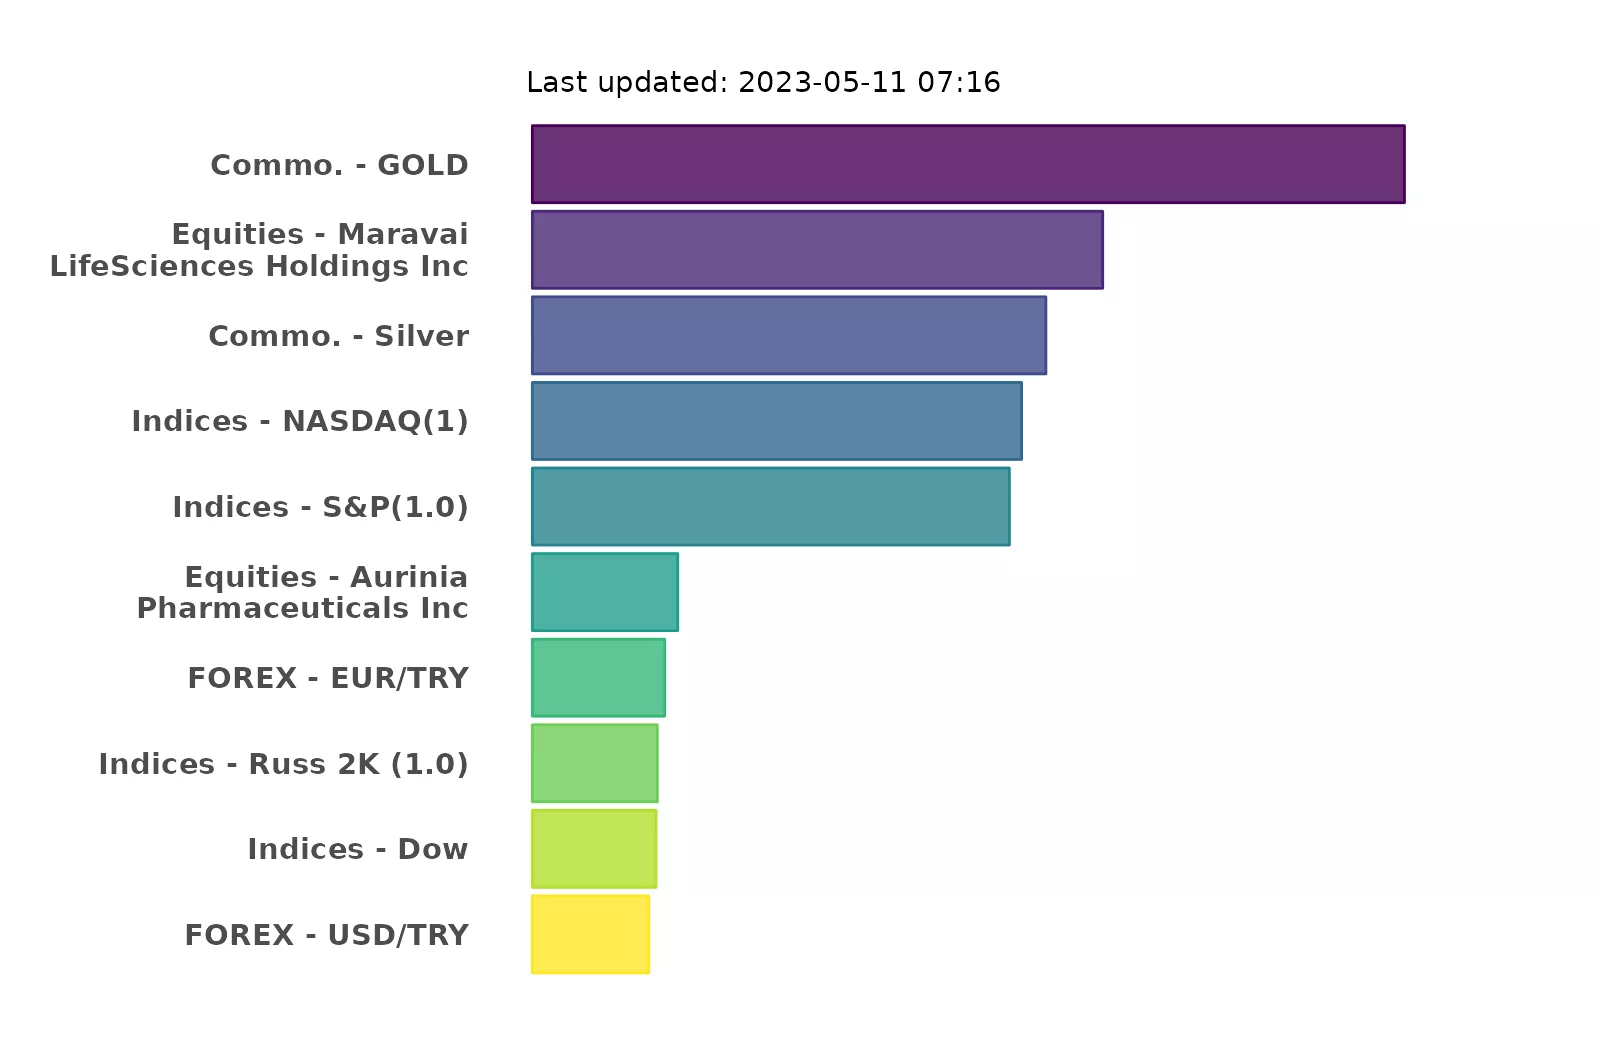 Last updated: 2023-05-11 07:16
Commo. - GOLD
Equities - Maravai
LifeSciences Holdings Inc
Commo. - Silver
Indices - NASDAQ(1)
Indices - S&P(1.0)
Equities - Aurinia
Pharmaceuticals Inc
FOREX - EUR/TRY
Indices - Russ 2K (1.0)
Indices - Dow
FOREX - USD/TRY